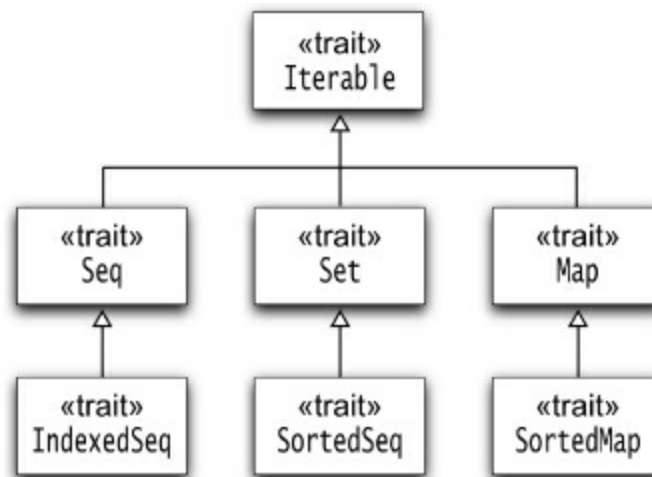 «trait»
Iterable
«trait»
Seq
«trait»
Set
«trait»
Map
«trait»
IndexedSeq
«trait»
SortedSeq
«trait»
SortedMap